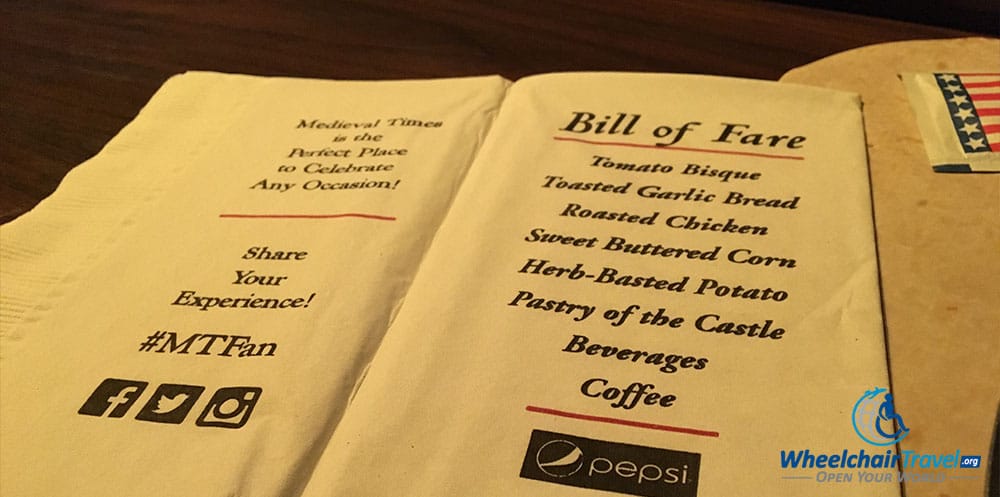 Medieval Times
is the
Perfect Place
to Celebrate
Any Occasion!
Share
Your
Experience!
#MTFan
Bill of Fare
Tomato Bisque
Toasted Garlic Bread
Roasted Chicken
Sweet Buttered Corn
Herb-Basted Potato
Pastry of the Castle
Beverages
Coffee
pepsi
WheelchairTravel.org
OPEN YOUR WORLD